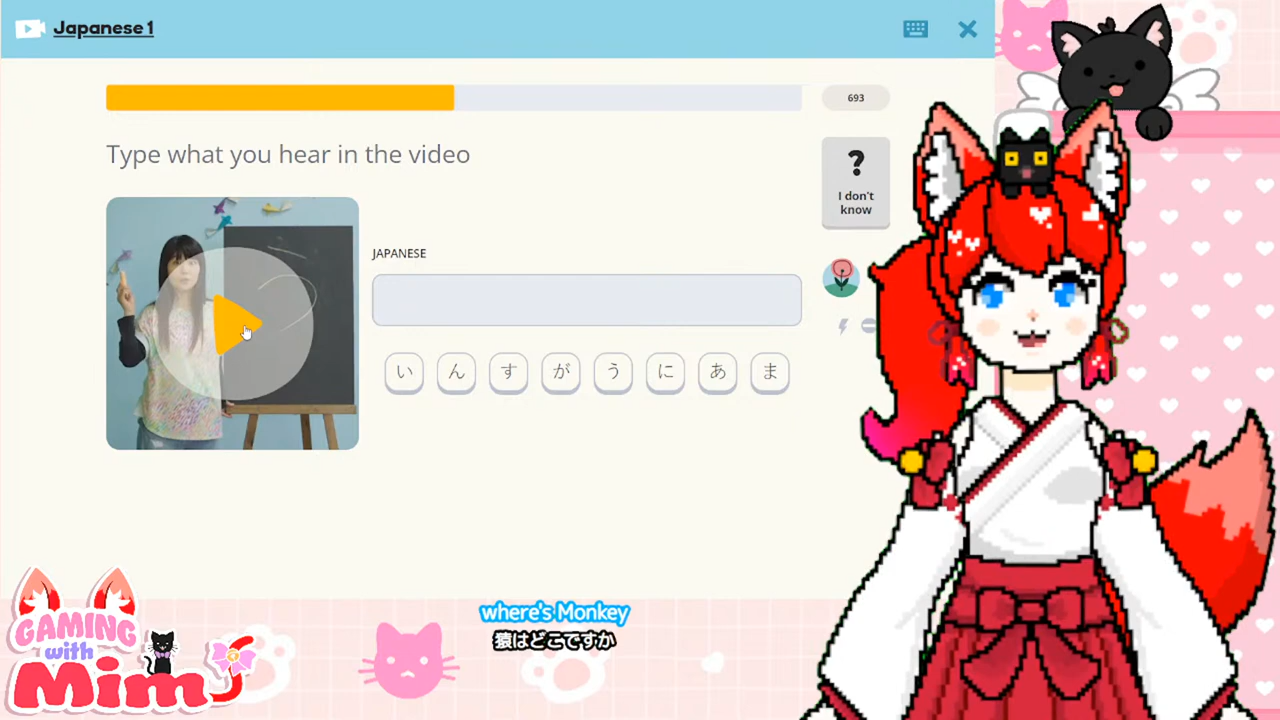 Japanese 1
693
Type what you hear in the video
?
I don't
know
JAPANESE
い ん す が う に あ ま
where's Monkey
猿はどこですか
GAMING
with
Mim